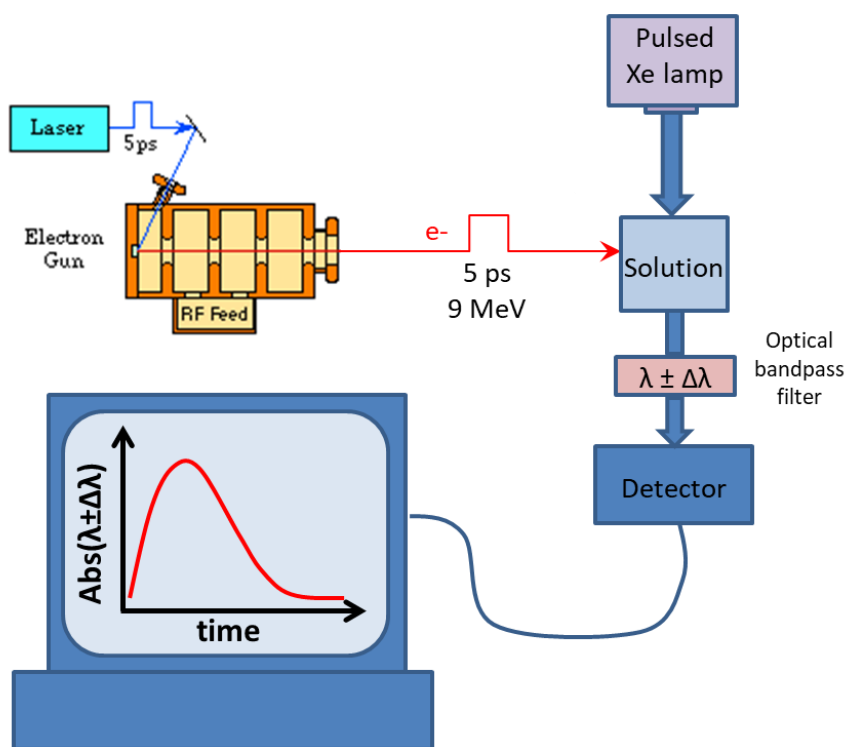 Pulsed
Xe lamp
Laser
5ps
Electron
Gun
RF Feed
e-
5 ps
9 MeV
Solution
λ ± Δλ
Optical
bandpass
filter
Detector
Abs(λ±Δλ)
time